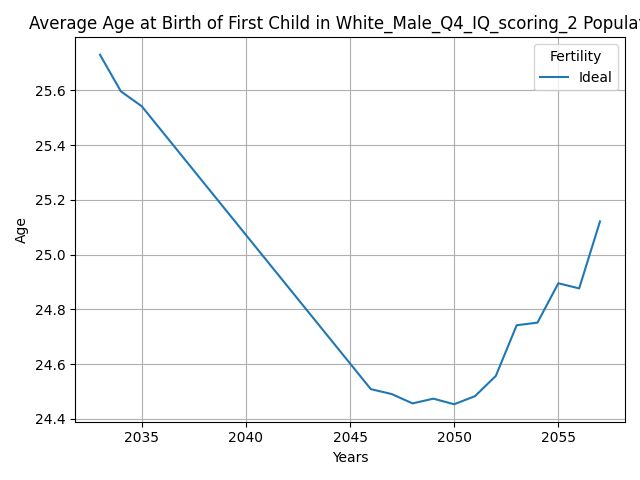 Average Age at Birth of First Child in White_Male_Q4_IQ_scoring_2 Populat
Fertility
Ideal
25.6
25.4
25.2
25.0
24.8
24.6
24.4
Age
2035 2040 2045 2050 2055
Years